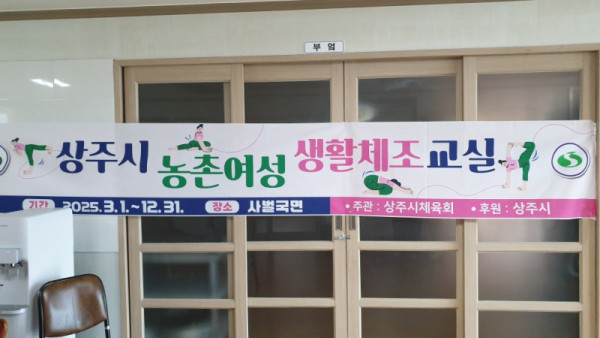 부엌
상주시 농촌여성 생활체조교실
기간 2025.3.1.~12.31. 장소 사벌국면 •주관 : 상주시체육회 •후원 : 상주시